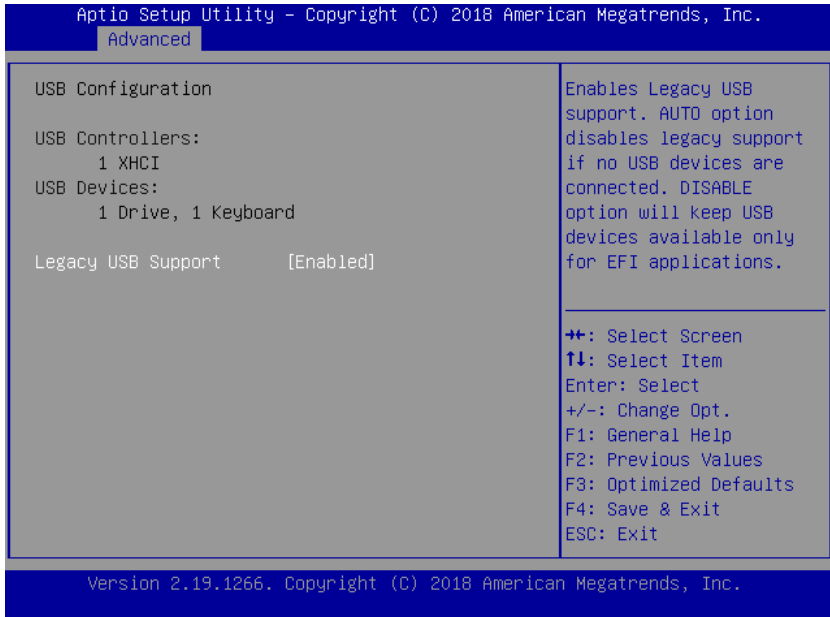 Aptio Setup Utility – Copyright (C) 2018 American Megatrends, Inc.
Advanced
USB Configuration
USB Controllers:
1 XHCI
USB Devices:
1 Drive, 1 Keyboard
Legacy USB Support [Enabled]
Enables Legacy USB
support. AUTO option
disables legacy support
if no USB devices are
connected. DISABLE
option will keep USB
devices available only
for EFI applications.
→←: Select Screen
↑↓: Select Item
Enter: Select
+/-: Change Opt.
F1: General Help
F2: Previous Values
F3: Optimized Defaults
F4: Save & Exit
ESC: Exit
Version 2.19.1266. Copyright (C) 2018 American Megatrends, Inc.